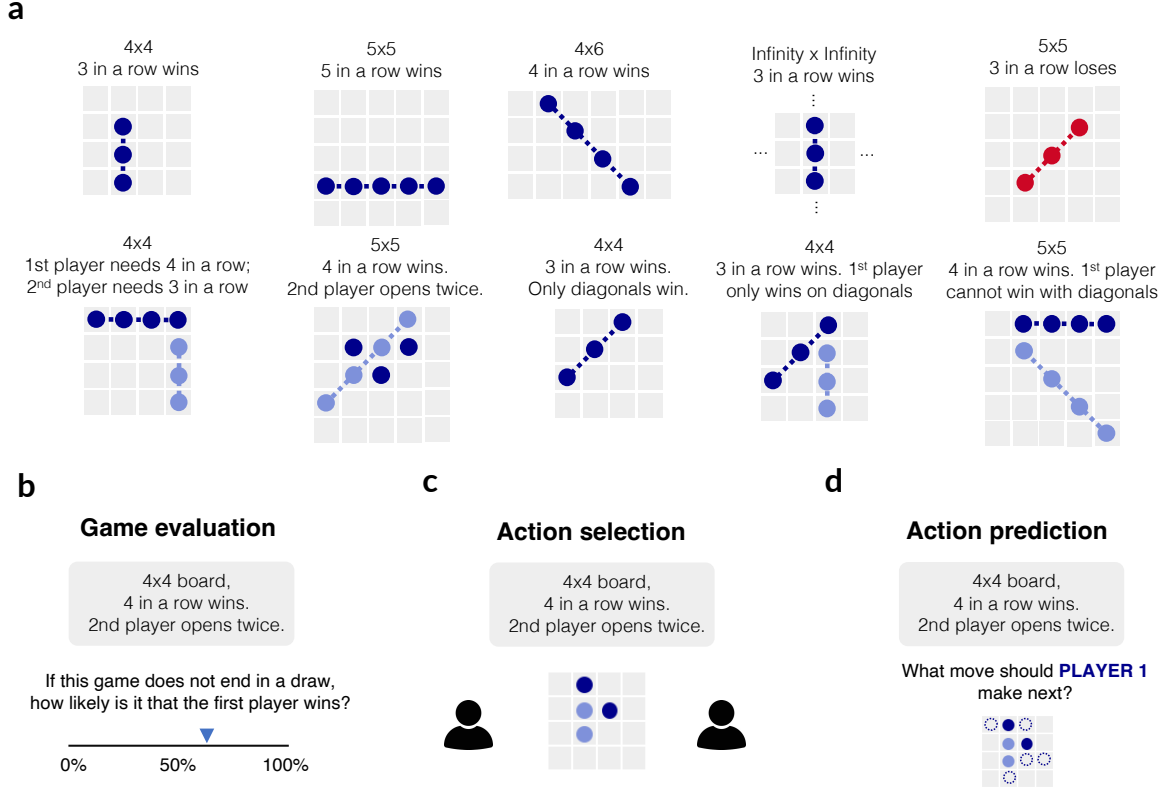 a
4x4
3 in a row wins
5x5
5 in a row wins
4x6
4 in a row wins
Infinity x Infinity
3 in a row wins
...
...
...
...
5x5
3 in a row loses
4x4
1st player needs 4 in a row;
2nd player needs 3 in a row
5x5
4 in a row wins.
2nd player opens twice.
4x4
3 in a row wins.
Only diagonals win.
4x4
3 in a row wins. 1st player
only wins on diagonals
5x5
4 in a row wins. 1st player
cannot win with diagonals
b
Game evaluation
4x4 board,
4 in a row wins.
2nd player opens twice.
If this game does not end in a draw,
how likely is it that the first player wins?
0%
50%
100%
c
Action selection
4x4 board,
4 in a row wins.
2nd player opens twice.
d
Action prediction
4x4 board,
4 in a row wins.
2nd player opens twice.
What move should PLAYER 1
make next?